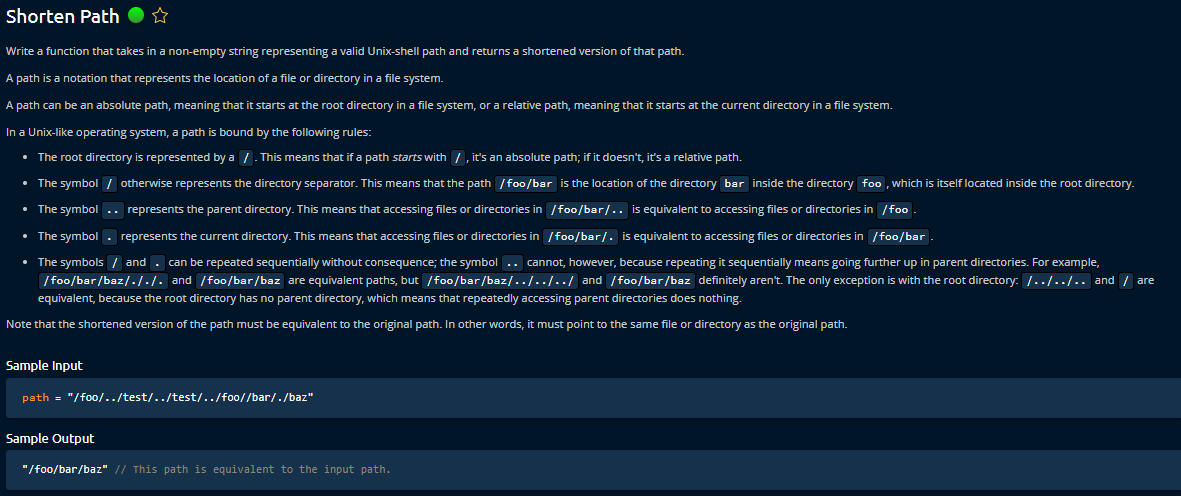 Shorten Path
Write a function that takes in a non-empty string representing a valid Unix-shell path and returns a shortened version of that path.
A path is a notation that represents the location of a file or directory in a file system.
A path can be an absolute path, meaning that it starts at the root directory in a file system, or a relative path, meaning that it starts at the current directory in a file system.
In a Unix-like operating system, a path is bound by the following rules:
• The root directory is represented by a / . This means that if a path starts with / , it's an absolute path; if it doesn't, it's a relative path.
• The symbol / otherwise represents the directory separator. This means that the path /foo/bar is the location of the directory bar inside the directory foo , which is itself located inside the root directory.
• The symbol .. represents the parent directory. This means that accessing files or directories in /foo/bar/.. is equivalent to accessing files or directories in /foo .
• The symbol . represents the current directory. This means that accessing files or directories in /foo/bar/. is equivalent to accessing files or directories in /foo/bar .
• The symbols / and . can be repeated sequentially without consequence; the symbol .. cannot, however, because repeating it sequentially means going further up in parent directories. For example,
/foo/bar/baz/././. and /foo/bar/baz are equivalent paths, but /foo/bar/baz/../../../ and /foo/bar/baz definitely aren't. The only exception is with the root directory: /../../.. and / are
equivalent, because the root directory has no parent directory, which means that repeatedly accessing parent directories does nothing.
Note that the shortened version of the path must be equivalent to the original path. In other words, it must point to the same file or directory as the original path.
Sample Input
path = "/foo/../test/../test/../foo//bar/./baz"
Sample Output
"/foo/bar/baz" // This path is equivalent to the input path.